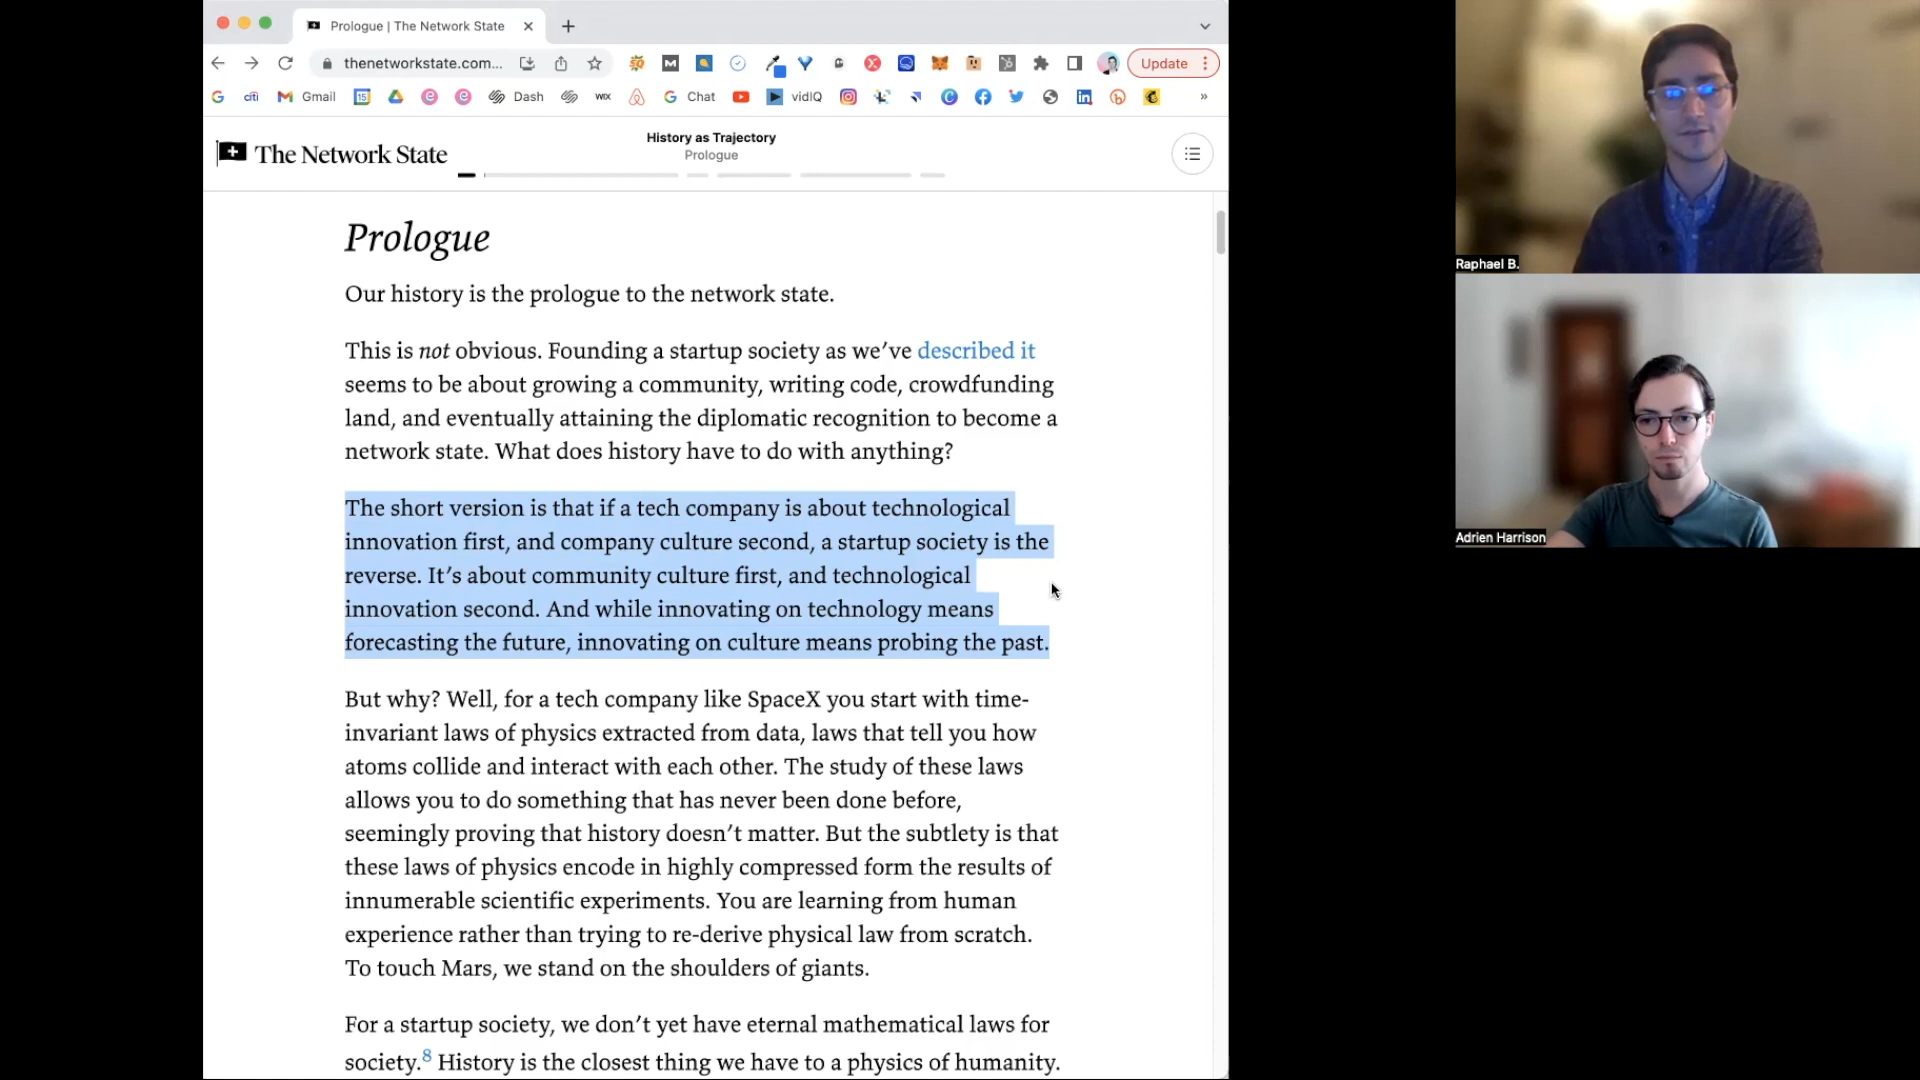 Prologue | The Network State
thenetworkstate.com...
Update
G
citi
Gmail
15
Dash
WIX
Chat
vidIQ
»
The Network State
History as Trajectory
Prologue
Prologue
Our history is the prologue to the network state.
This is not obvious. Founding a startup society as we’ve described it
seems to be about growing a community, writing code, crowdfunding
land, and eventually attaining the diplomatic recognition to become a
network state. What does history have to do with anything?
The short version is that if a tech company is about technological
innovation first, and company culture second, a startup society is the
reverse. It’s about community culture first, and technological
innovation second. And while innovating on technology means
forecasting the future, innovating on culture means probing the past.
But why? Well, for a tech company like SpaceX you start with time-
invariant laws of physics extracted from data, laws that tell you how
atoms collide and interact with each other. The study of these laws
allows you to do something that has never been done before,
seemingly proving that history doesn’t matter. But the subtlety is that
these laws of physics encode in highly compressed form the results of
innumerable scientific experiments. You are learning from human
experience rather than trying to re-derive physical law from scratch.
To touch Mars, we stand on the shoulders of giants.
For a startup society, we don’t yet have eternal mathematical laws for
society.8 History is the closest thing we have to a physics of humanity.
Raphael B.
Adrien Harrison